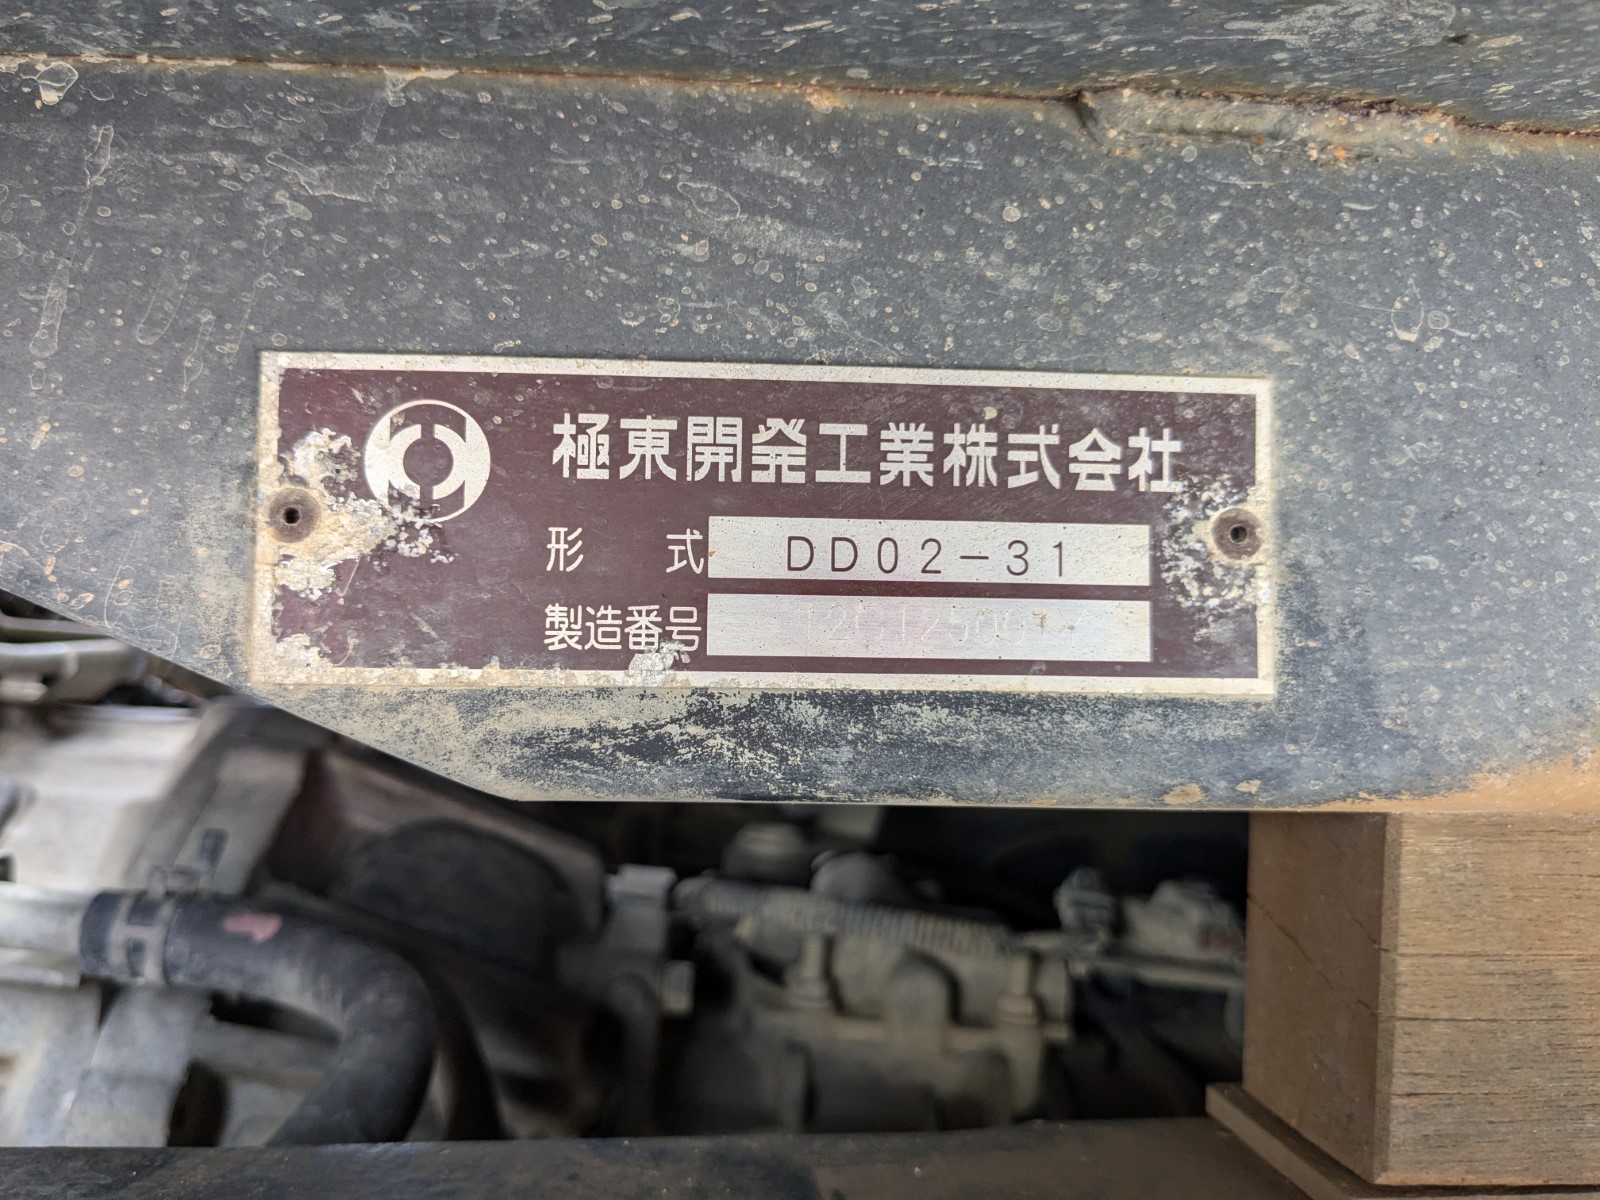 極東開発工業株式会社
形式 DD02-31
製造番号